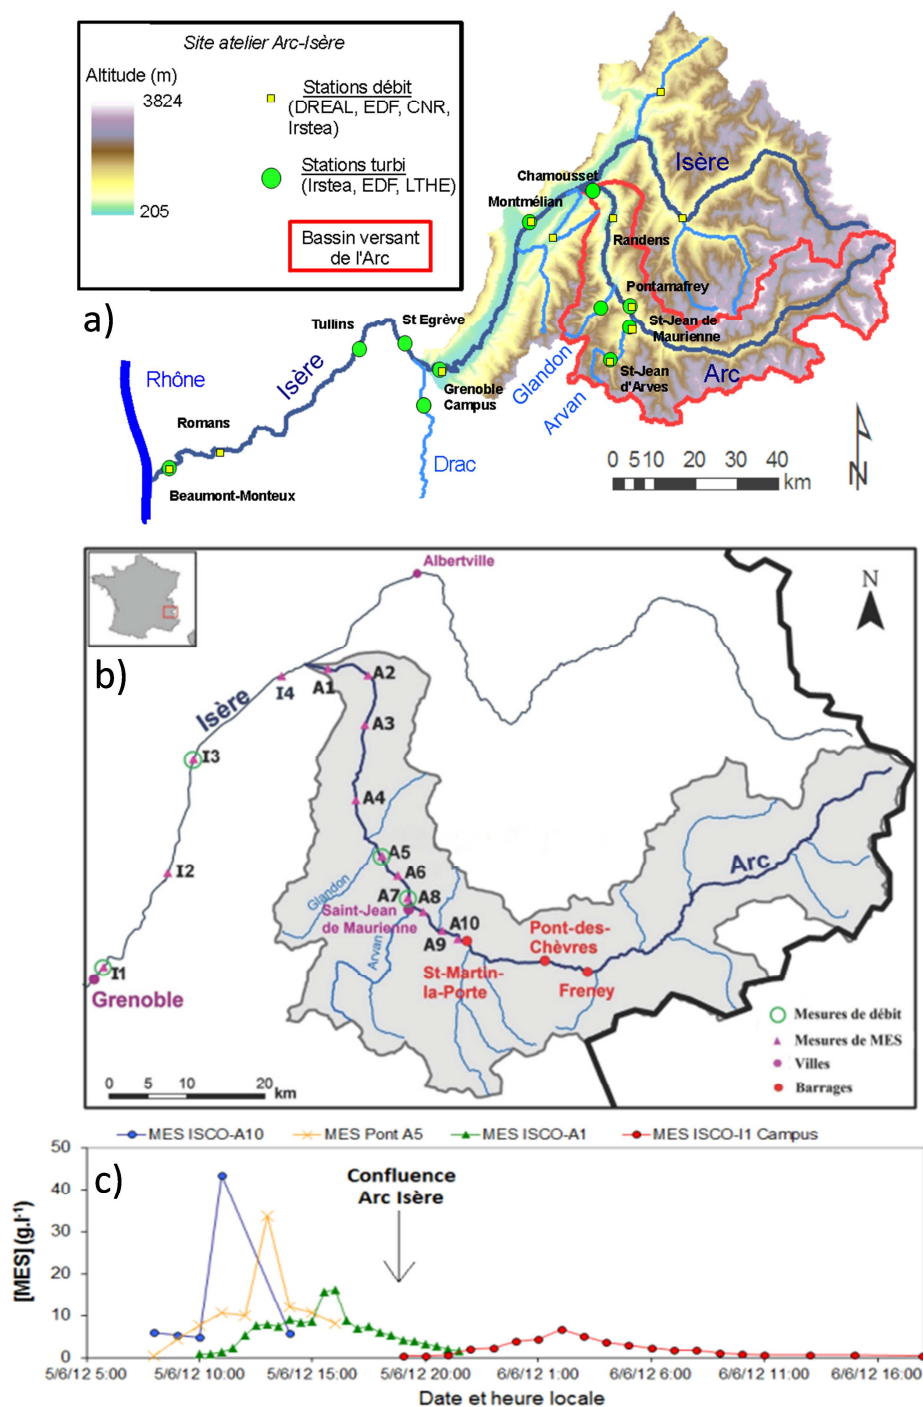 Site atelier Arc-Isère
Altitude (m)
3824
205
Stations débit
(DREAL, EDF, CNR,
Irstea)
Stations turbi
(Irstea, EDF, LTHE)
Bassin versant
de l'Arc
a)
Chamousset
Isère
Montmélian
Randens
Pontamafrey
St-Jean de
Maurienne
Tullins
St Egrève
Glandon
Arc
St-Jean
d'Arves
Arvan
Isère
Grenoble
Campus
Rhône
Romans
Drac
Beaumont-Monteux
0 510 20 30 40
km
N
b)
Albertville
N
Isère
I4
A1
A2
A3
I3
A4
A5
A6
I2
Glandon
A7
A8
Saint-Jean
de Maurienne
A10
A9
Arvan
Arc
Pont-des-
Chèvres
St-Martin-
la-Porte
Freney
I1
Grenoble
Mesures de débit
Mesures de MES
Villes
Barrages
0 5 10 20
km
MES ISCO-A10 MES Pont A5 MES ISCO-A1 MES ISCO-I1 Campus
c)
Confluence
Arc Isère
[MES] (g.l⁻¹)
50
40
30
20
10
0
5/6/12 5:00 5/6/12 10:00 5/6/12 15:00 5/6/12 20:00 6/6/12 1:00 6/6/12 6:00 6/6/12 11:00 6/6/12 16:00
Date et heure locale